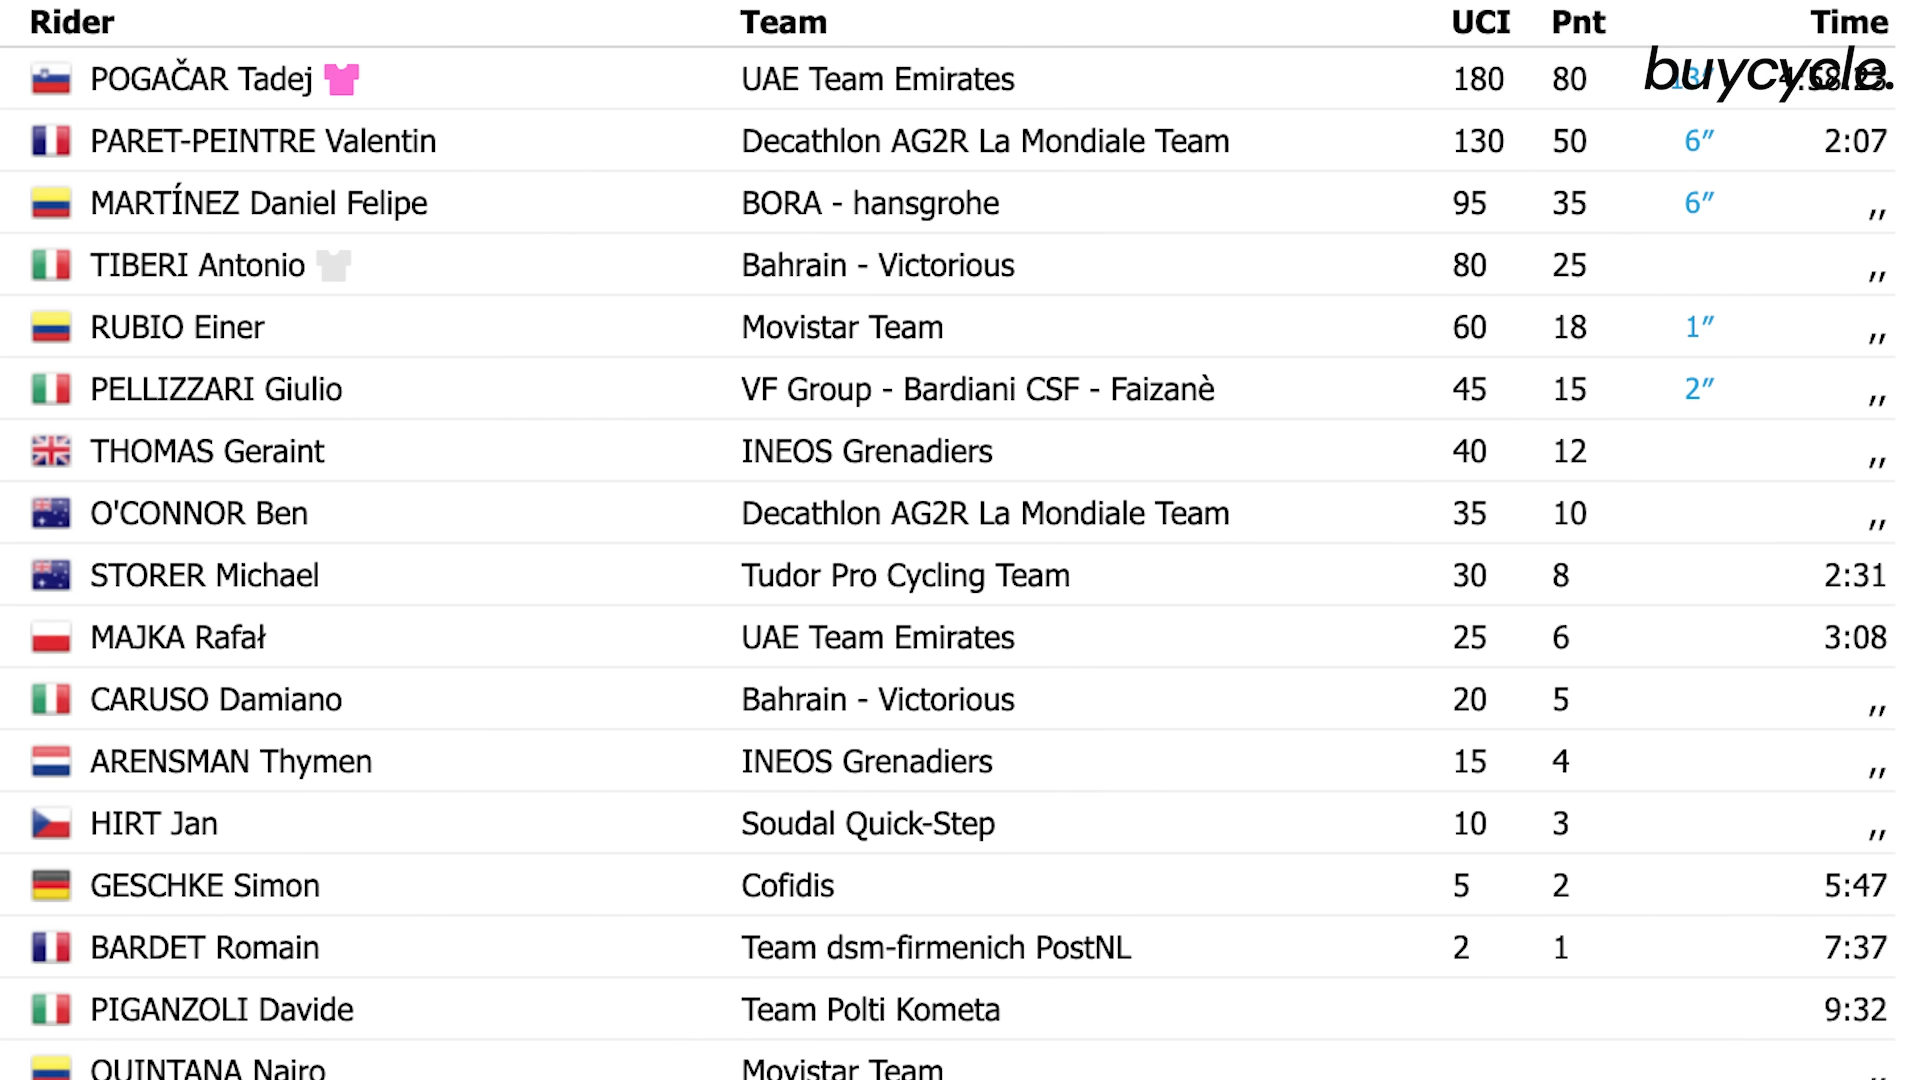 Rider Team UCI Pnt Time
buycycle.
POGAČAR Tadej UAE Team Emirates 180 80 4:58:23
PARET-PEINTRE Valentin Decathlon AG2R La Mondiale Team 130 50 6″ 2:07
MARTÍNEZ Daniel Felipe BORA - hansgrohe 95 35 6″ ,,
TIBERI Antonio Bahrain - Victorious 80 25 ,,
RUBIO Einer Movistar Team 60 18 1″ ,,
PELLIZZARI Giulio VF Group - Bardiani CSF - Faizanè 45 15 2″ ,,
THOMAS Geraint INEOS Grenadiers 40 12 ,,
O'CONNOR Ben Decathlon AG2R La Mondiale Team 35 10 ,,
STORER Michael Tudor Pro Cycling Team 30 8 2:31
MAJKA Rafał UAE Team Emirates 25 6 3:08
CARUSO Damiano Bahrain - Victorious 20 5 ,,
ARENSMAN Thymen INEOS Grenadiers 15 4 ,,
HIRT Jan Soudal Quick-Step 10 3 ,,
GESCHKE Simon Cofidis 5 2 5:47
BARDET Romain Team dsm-firmenich PostNL 2 1 7:37
PIGANZOLI Davide Team Polti Kometa 9:32
QUINTANA Nairo Movistar Team ,,